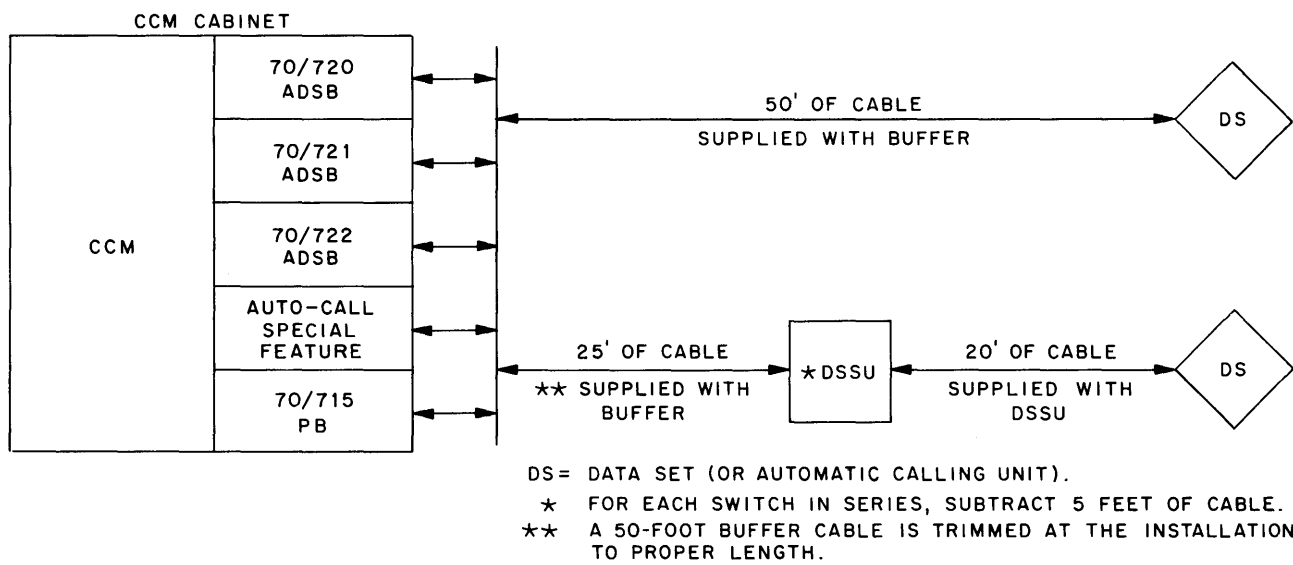 CCM CABINET
CCM
70/720
ADSB
70/721
ADSB
70/722
ADSB
AUTO-CALL
SPECIAL
FEATURE
70/715
PB
50' OF CABLE
SUPPLIED WITH BUFFER
DS
25' OF CABLE
** SUPPLIED WITH
BUFFER
* DSSU
20' OF CABLE
SUPPLIED WITH
DSSU
DS
DS= DATA SET (OR AUTOMATIC CALLING UNIT).
* FOR EACH SWITCH IN SERIES, SUBTRACT 5 FEET OF CABLE.
** A 50-FOOT BUFFER CABLE IS TRIMMED AT THE INSTALLATION
TO PROPER LENGTH.